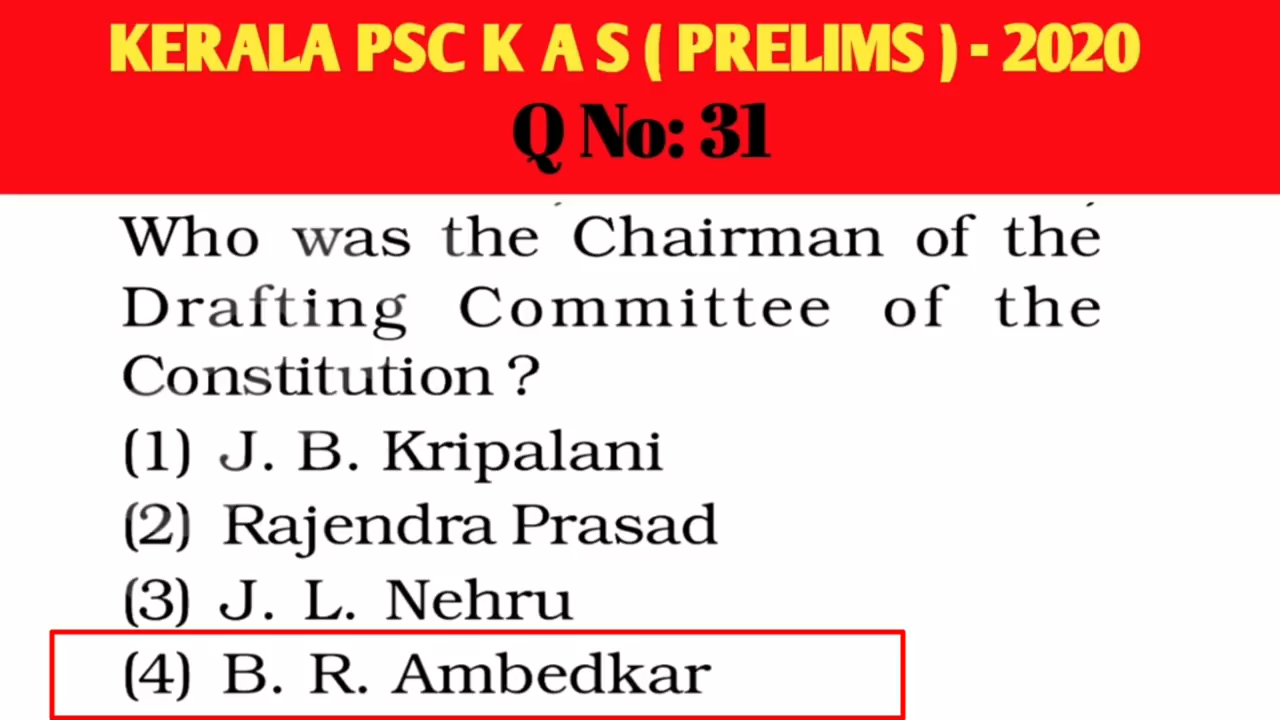 KERALA PSC K A S ( PRELIMS ) - 2020
Q No: 31
Who was the Chairman of the
Drafting Committee of the
Constitution ?
(1) J. B. Kripalani
(2) Rajendra Prasad
(3) J. L. Nehru
(4) B. R. Ambedkar